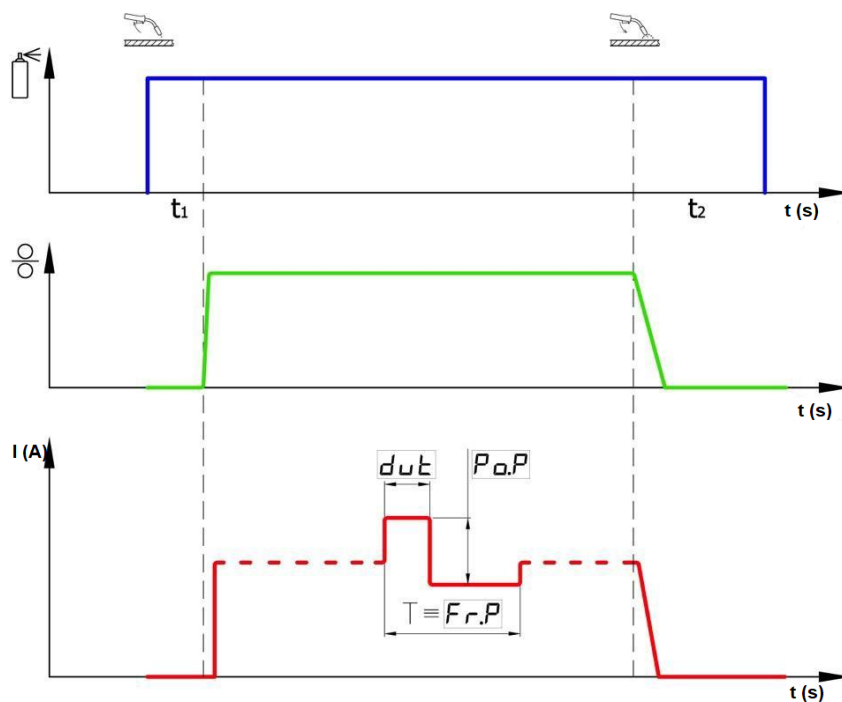 t1
t2
t (s)
t (s)
I (A)
dut
Po.P
T ≡ Fr.P
t (s)